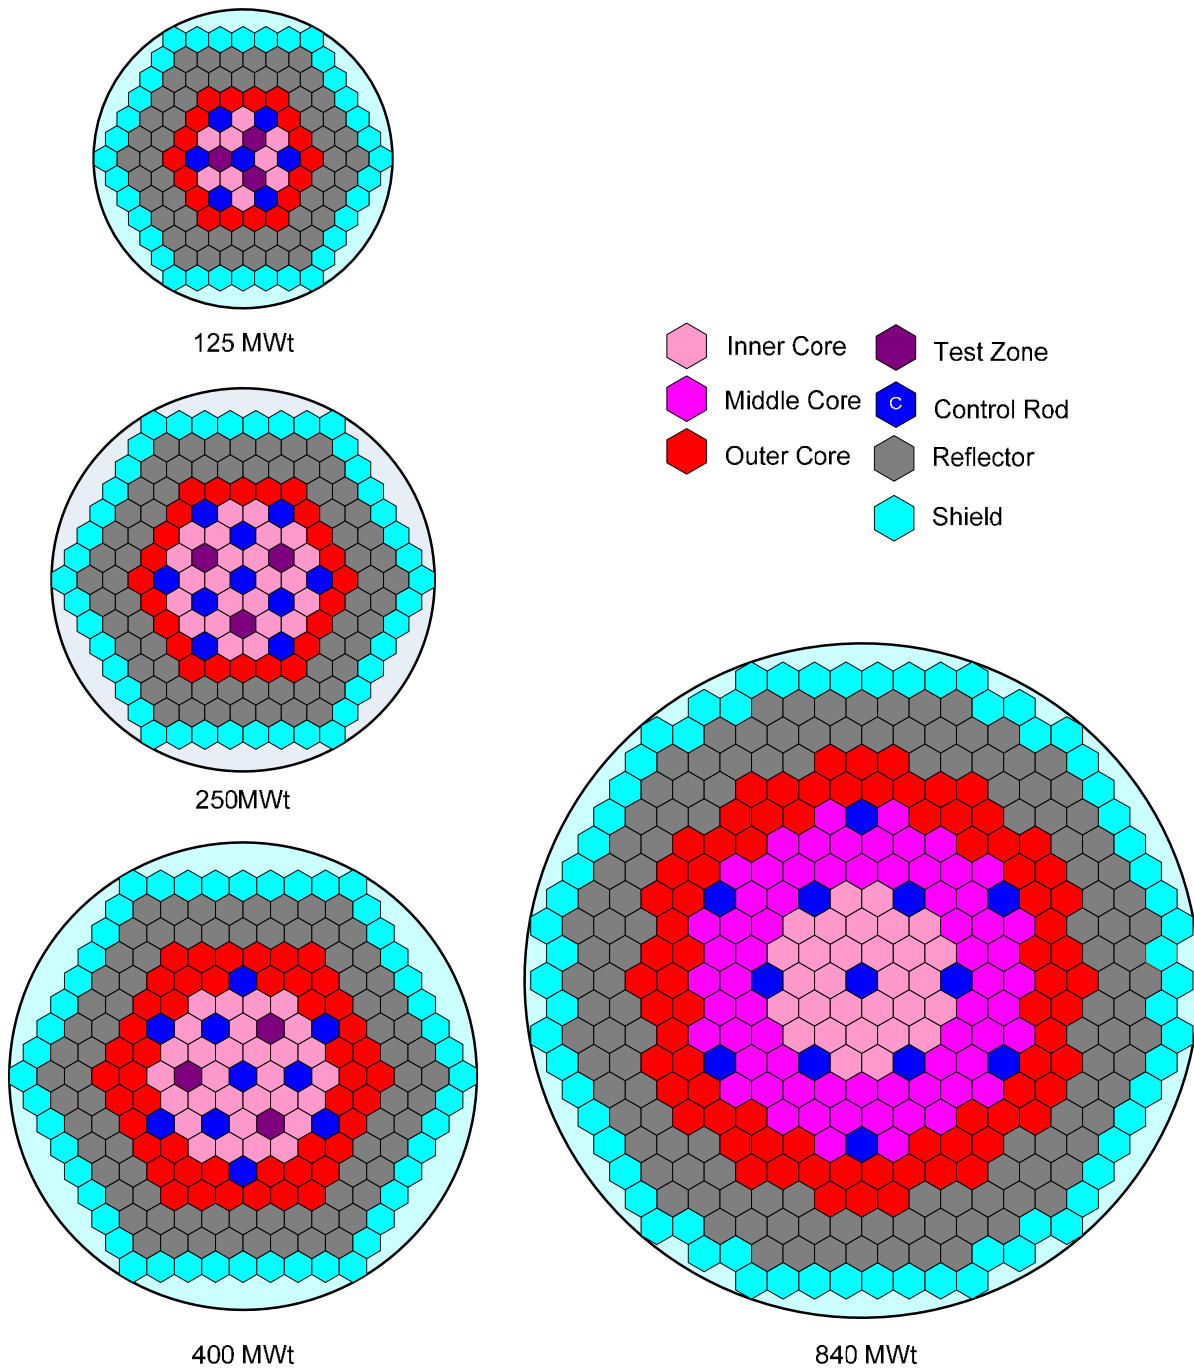 125 MWt
Inner Core
Test Zone
Middle Core
C
Control Rod
Outer Core
Reflector
Shield
250MWt
400 MWt
840 MWt